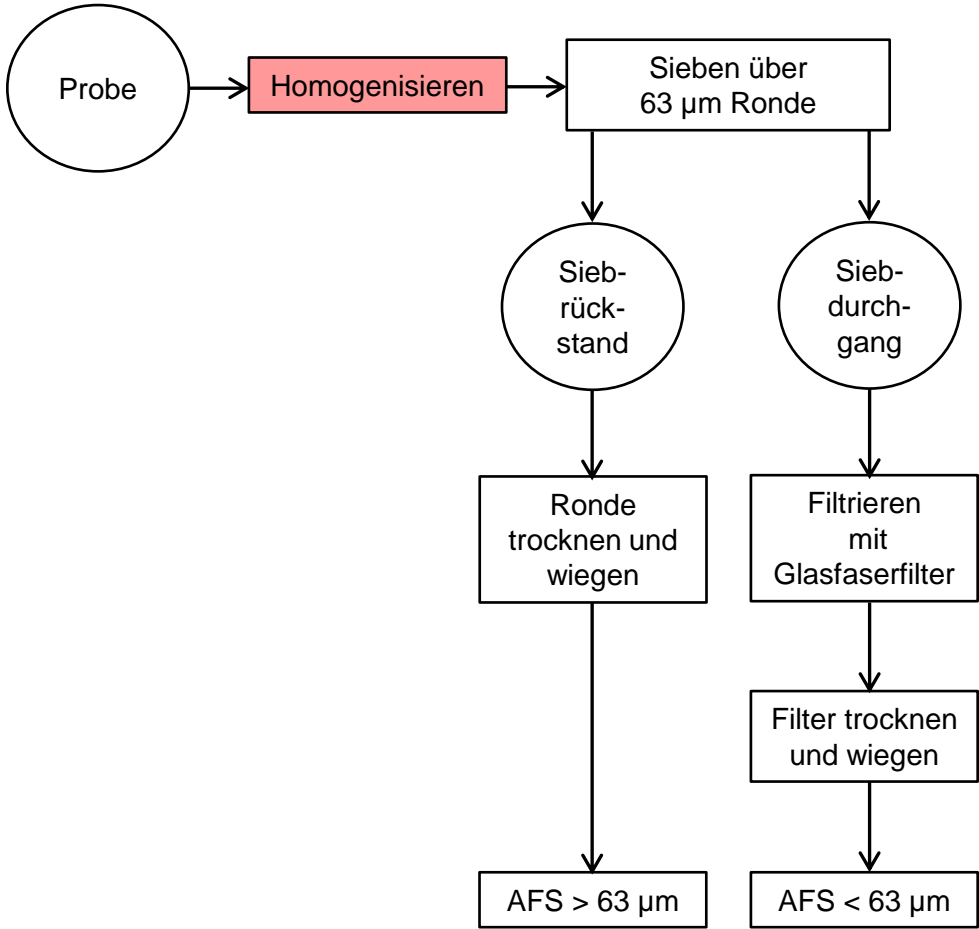 Probe
Homogenisieren
Sieben über
63 µm Ronde
Sieb-
rück-
stand
Sieb-
durch-
gang
Ronde
trocknen und
wiegen
Filtrieren
mit
Glasfaserfilter
Filter trocknen
und wiegen
AFS > 63 µm
AFS < 63 µm